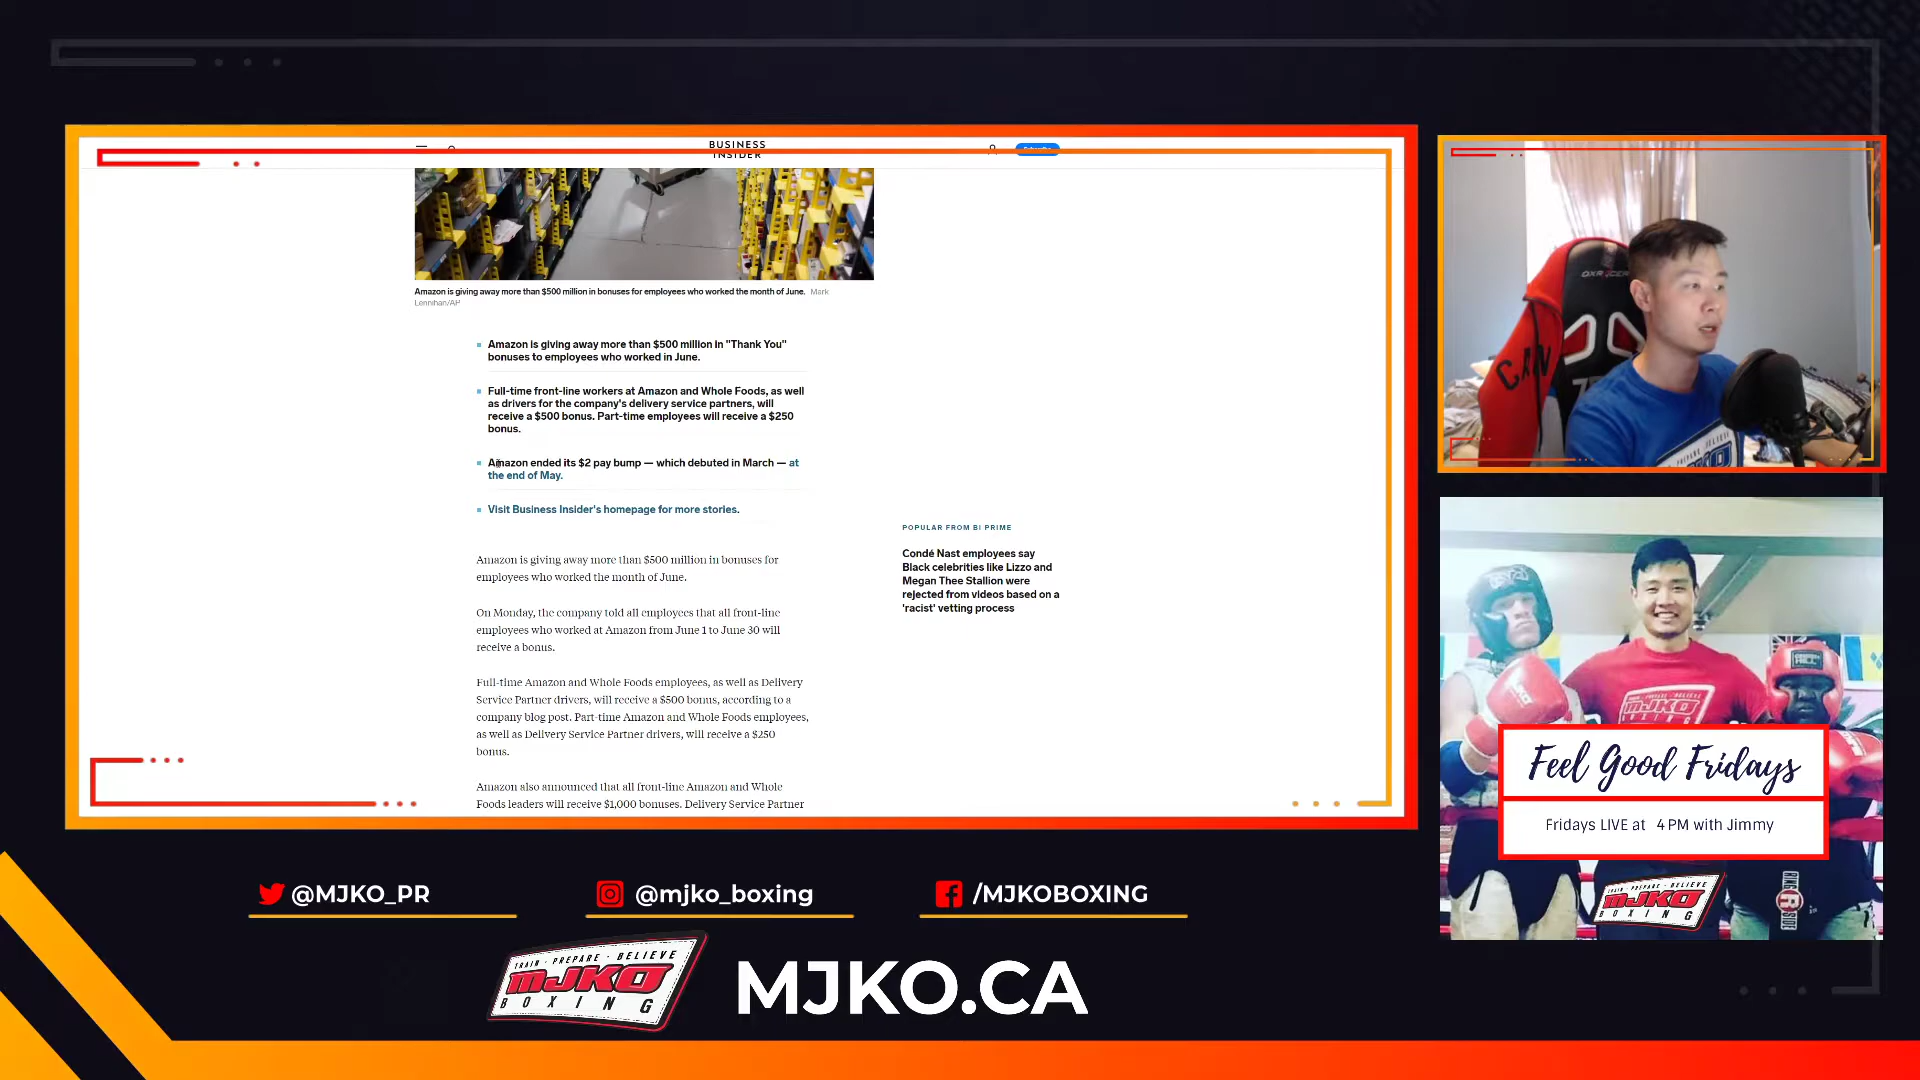 BUSINESS
INSIDER
Amazon is giving away more than $500 million in bonuses for employees who worked the month of June. Mark
Lennihan/AP
Amazon is giving away more than $500 million in "Thank You"
bonuses to employees who worked in June.
Full-time front-line workers at Amazon and Whole Foods, as well
as drivers for the company's delivery service partners, will
receive a $500 bonus. Part-time employees will receive a $250
bonus.
Amazon ended its $2 pay bump — which debuted in March — at
the end of May.
Visit Business Insider's homepage for more stories.
Amazon is giving away more than $500 million in bonuses for
employees who worked the month of June.
On Monday, the company told all employees that all front-line
employees who worked at Amazon from June 1 to June 30 will
receive a bonus.
Full-time Amazon and Whole Foods employees, as well as Delivery
Service Partner drivers, will receive a $500 bonus, according to a
company blog post. Part-time Amazon and Whole Foods employees,
as well as Delivery Service Partner drivers, will receive a $250
bonus.
Amazon also announced that all front-line Amazon and Whole
Foods leaders will receive $1,000 bonuses. Delivery Service Partner
POPULAR FROM BI PRIME
Condé Nast employees say
Black celebrities like Lizzo and
Megan Thee Stallion were
rejected from videos based on a
'racist' vetting process
CAN
MJKO
BOXING
Feel Good Fridays
Fridays LIVE at 4 PM with Jimmy
TRAIN · PREPARE · BELIEVE
MJKO
BOXING
RINGSIDE
@MJKO_PR
@mjko_boxing
/MJKOBOXING
TRAIN · PREPARE · BELIEVE
MJKO
BOXING
MJKO.CA